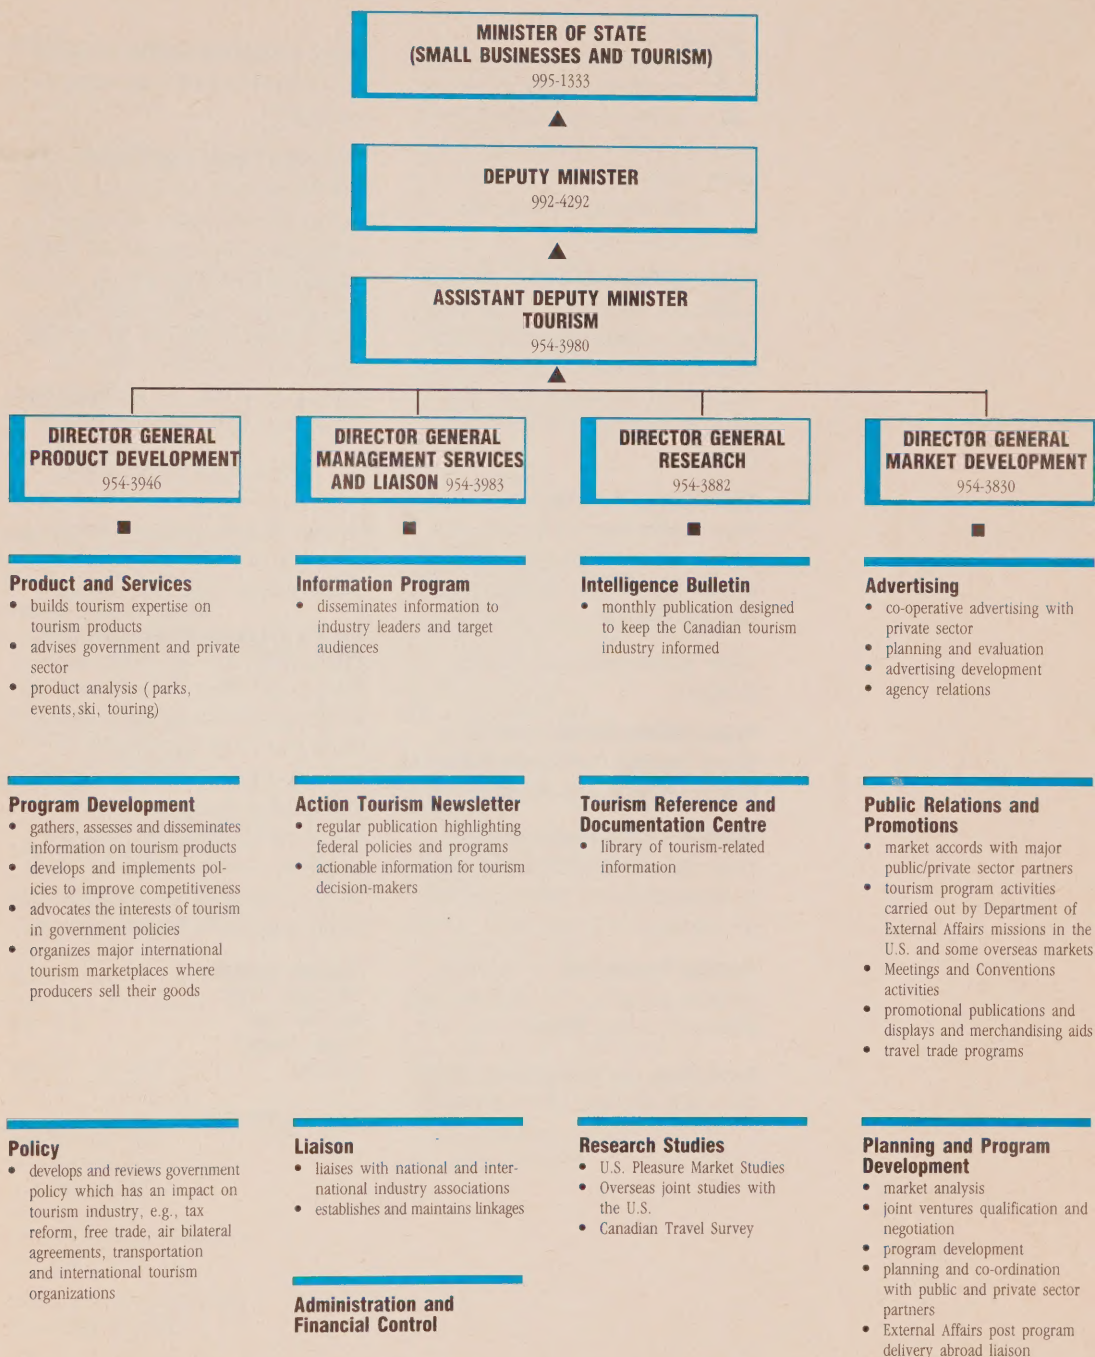 MINISTER OF STATE
(SMALL BUSINESSES AND TOURISM)
995-1333
DEPUTY MINISTER
992-4292
ASSISTANT DEPUTY MINISTER
TOURISM
954-3980
DIRECTOR GENERAL
PRODUCT DEVELOPMENT
954-3946
DIRECTOR GENERAL
MANAGEMENT SERVICES
AND LIAISON 954-3983
DIRECTOR GENERAL
RESEARCH
954-3882
DIRECTOR GENERAL
MARKET DEVELOPMENT
954-3830
Product and Services
• builds tourism expertise on
tourism products
• advises government and private
sector
• product analysis (parks,
events, ski, touring)
Program Development
• gathers, assesses and disseminates
information on tourism products
• develops and implements pol-
icies to improve competitiveness
• advocates the interests of tourism
in government policies
• organizes major international
tourism marketplaces where
producers sell their goods
Policy
• develops and reviews government
policy which has an impact on
tourism industry, e.g., tax
reform, free trade, air bilateral
agreements, transportation
and international tourism
organizations
Information Program
• disseminates information to
industry leaders and target
audiences
Action Tourism Newsletter
• regular publication highlighting
federal policies and programs
• actionable information for tourism
decision-makers
Liaison
• liaises with national and inter-
national industry associations
• establishes and maintains linkages
Administration and
Financial Control
Intelligence Bulletin
• monthly publication designed
to keep the Canadian tourism
industry informed
Tourism Reference and
Documentation Centre
• library of tourism-related
information
Research Studies
• U.S. Pleasure Market Studies
• Overseas joint studies with
the U.S.
• Canadian Travel Survey
Advertising
• co-operative advertising with
private sector
• planning and evaluation
• advertising development
• agency relations
Public Relations and
Promotions
• market accords with major
public/private sector partners
• tourism program activities
carried out by Department of
External Affairs missions in the
U.S. and some overseas markets
• Meetings and Conventions
activities
• promotional publications and
displays and merchandising aids
• travel trade programs
Planning and Program
Development
• market analysis
• joint ventures qualification and
negotiation
• program development
• planning and co-ordination
with public and private sector
partners
• External Affairs post program
delivery abroad liaison